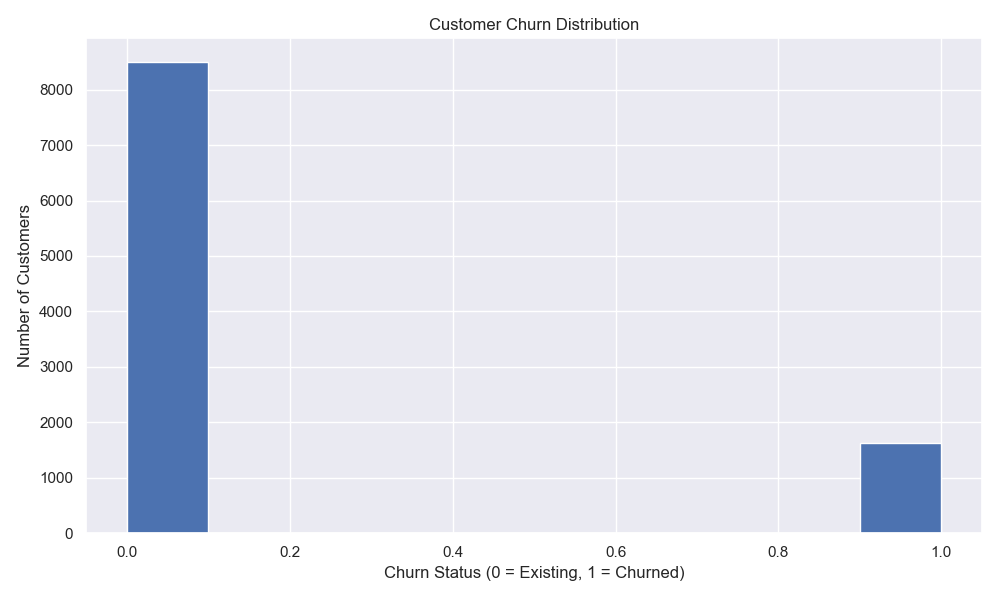 Customer Churn Distribution
Number of Customers
8000
7000
6000
5000
4000
3000
2000
1000
0
0.0 0.2 0.4 0.6 0.8 1.0
Churn Status (0 = Existing, 1 = Churned)